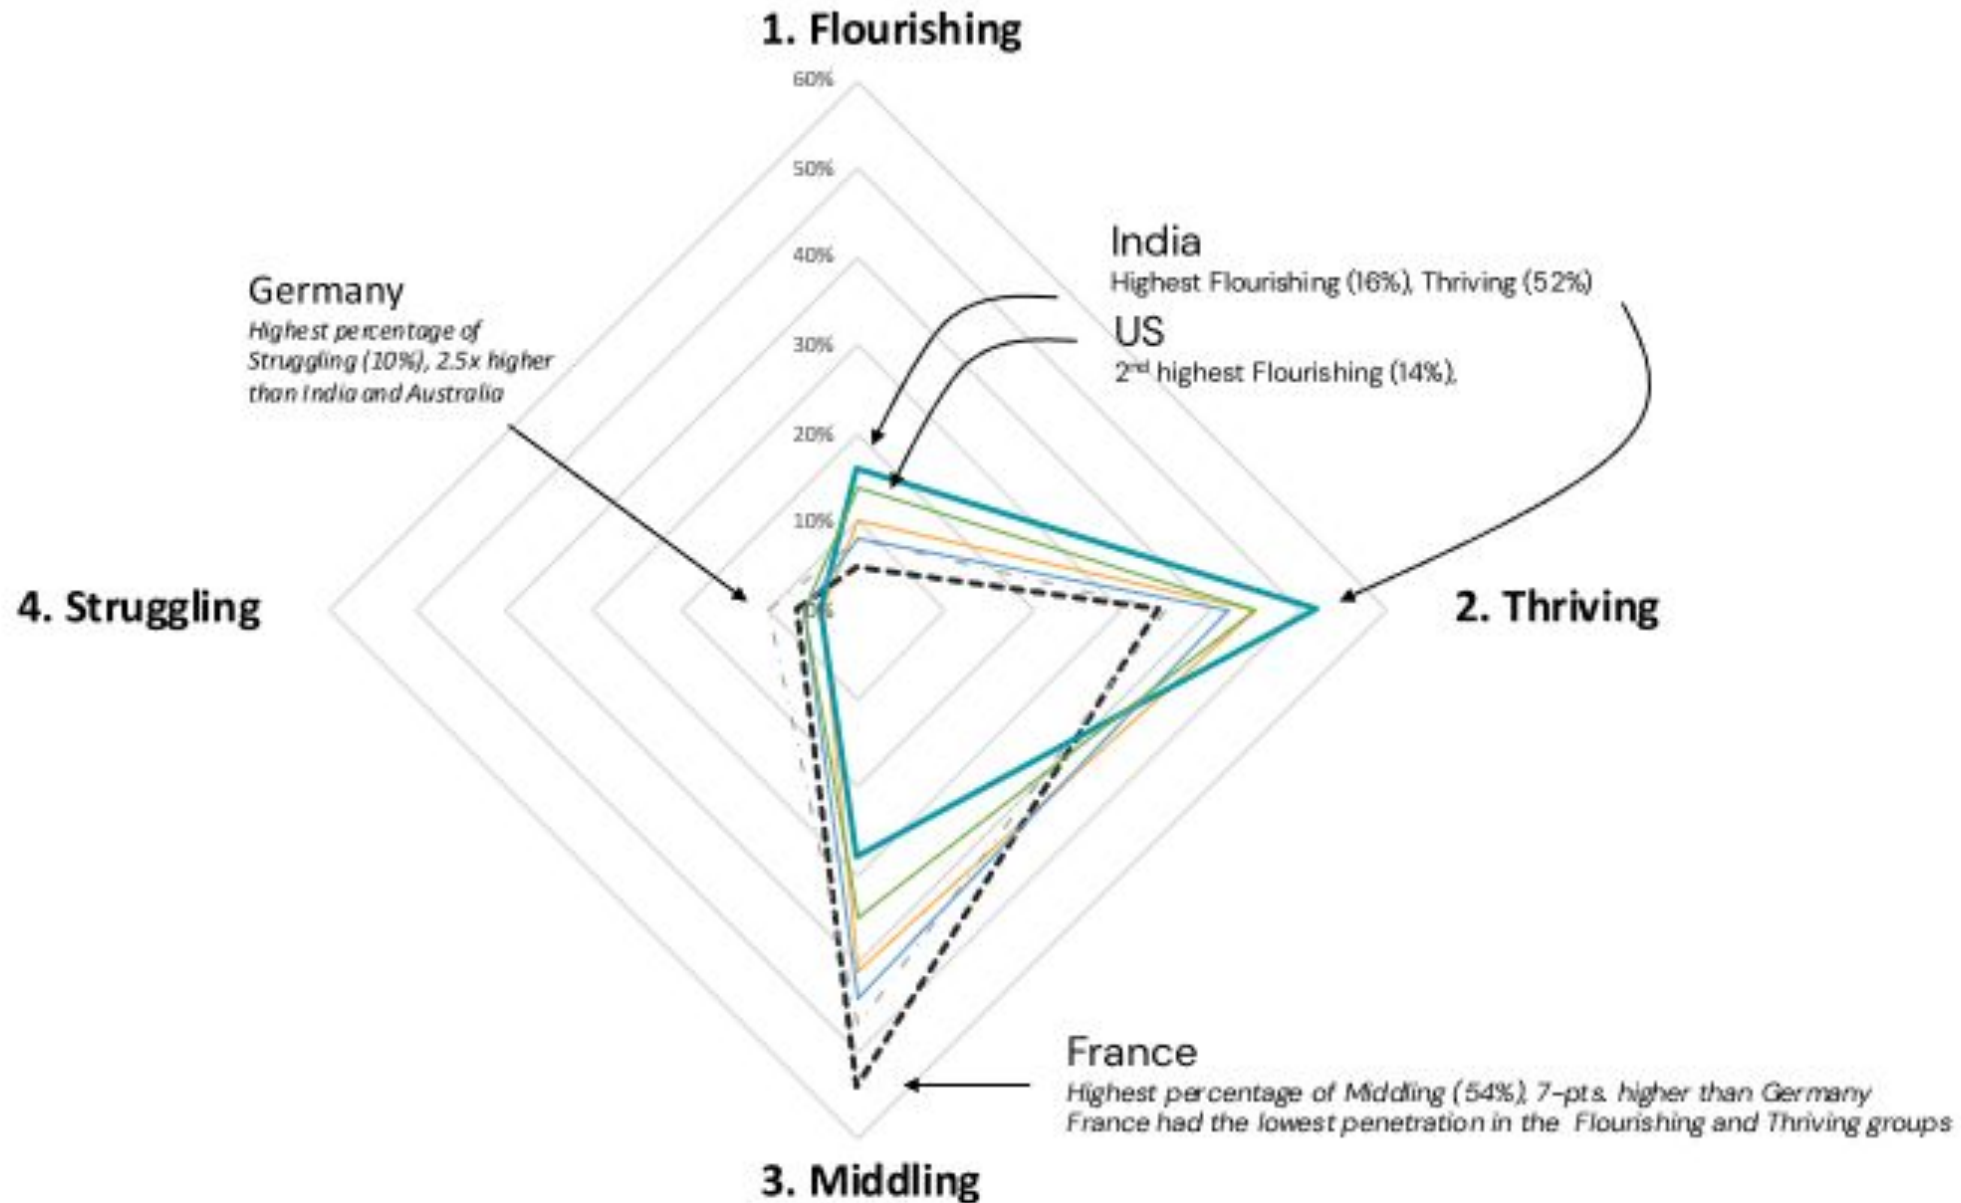 1. Flourishing
60%
50%
40%
30%
20%
10%
0%
India
Highest Flourishing (16%), Thriving (52%)
US
2nd highest Flourishing (14%),
Germany
Highest percentage of
Struggling (10%), 2.5x higher
than India and Australia
4. Struggling
2. Thriving
France
Highest percentage of Middling (54%), 7-pts. higher than Germany
France had the lowest penetration in the Flourishing and Thriving groups
3. Middling